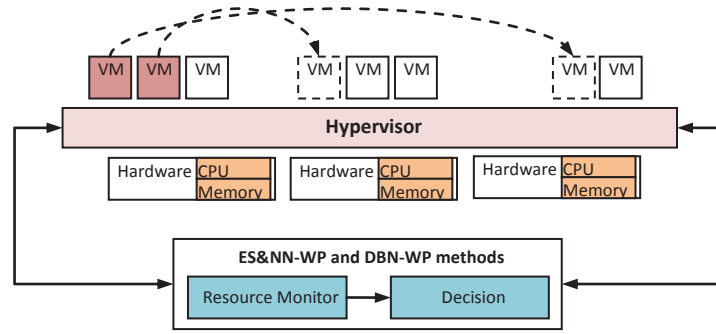 VM VM VM VM VM VM VM VM
Hypervisor
Hardware CPU Memory
Hardware CPU Memory
Hardware CPU Memory
ES&NN-WP and DBN-WP methods
Resource Monitor
Decision